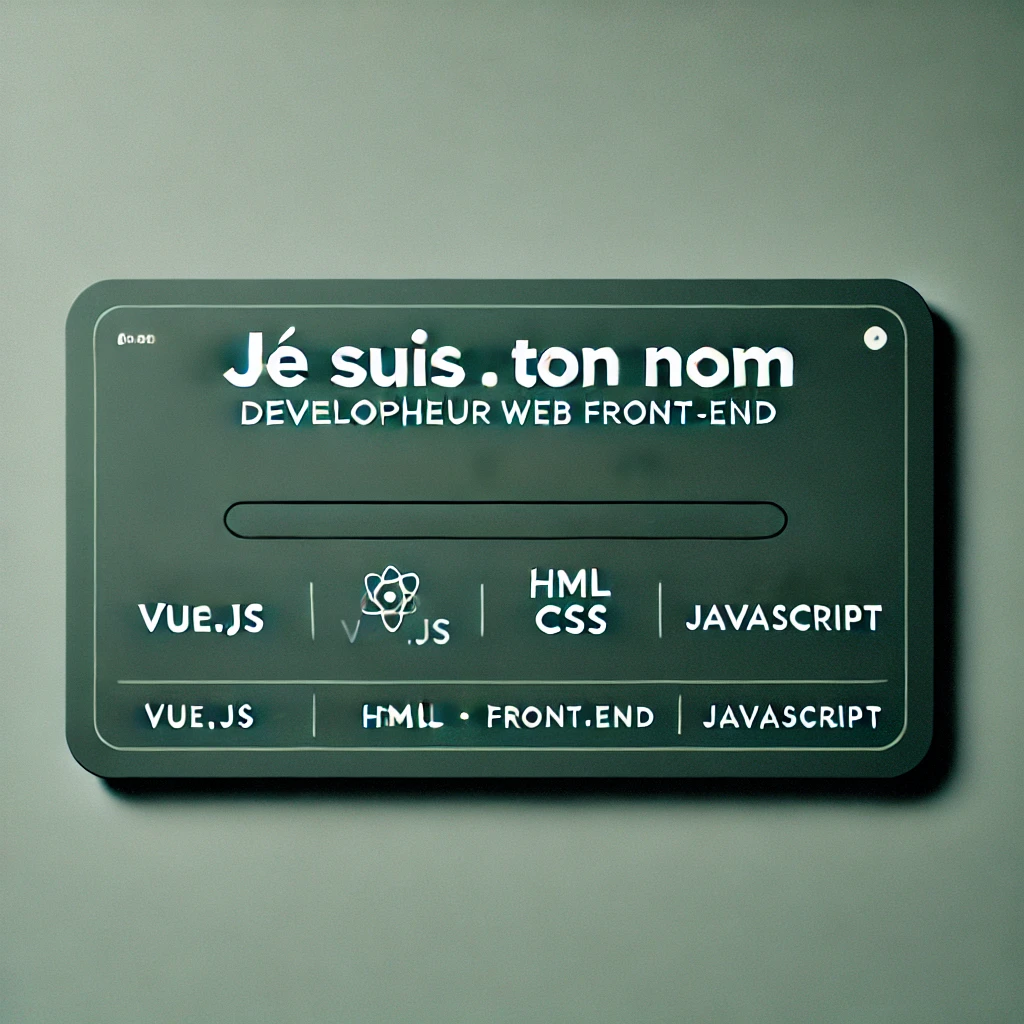 Jé suis . ton nom
DEVELOPHEUR WEB FRONT-END
VUE.JS
V .JS
HML
CSS
JAVASCRIPT
VUE.JS
HMIL • FRONT.END
JAVASCRIPT